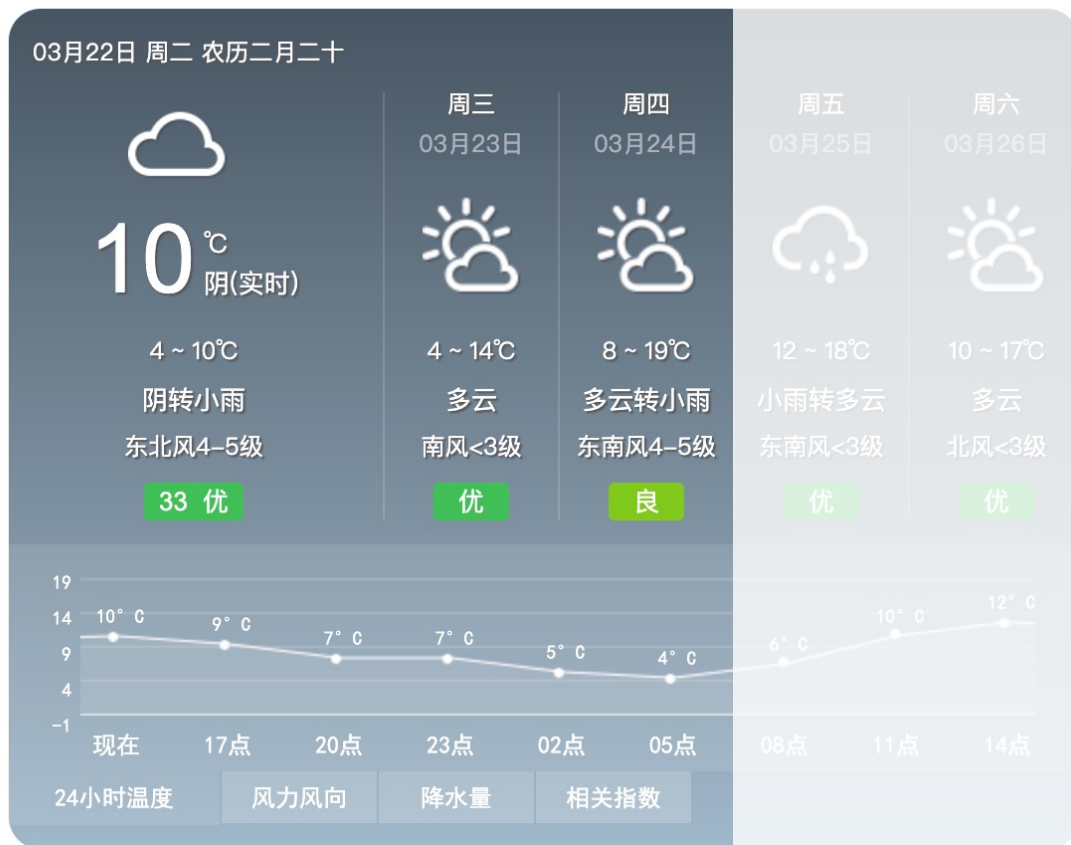 03月22日 周二 农历二月二十
10
℃
阴(实时)
4 ~ 10℃
阴转小雨
东北风4-5级
33 优
周三
03月23日
4 ~ 14℃
多云
南风<3级
优
周四
03月24日
8 ~ 19℃
多云转小雨
东南风4-5级
良
周五
03月25日
12 ~ 18℃
小雨转多云
东南风<3级
优
周六
03月26日
10 ~ 17℃
多云
北风<3级
优
19
14
9
4
-1
10° C
9° C
7° C
7° C
5° C
4° C
6° C
10° C
12° C
现在 17点 20点 23点 02点 05点 08点 11点 14点
24小时温度 风力风向 降水量 相关指数